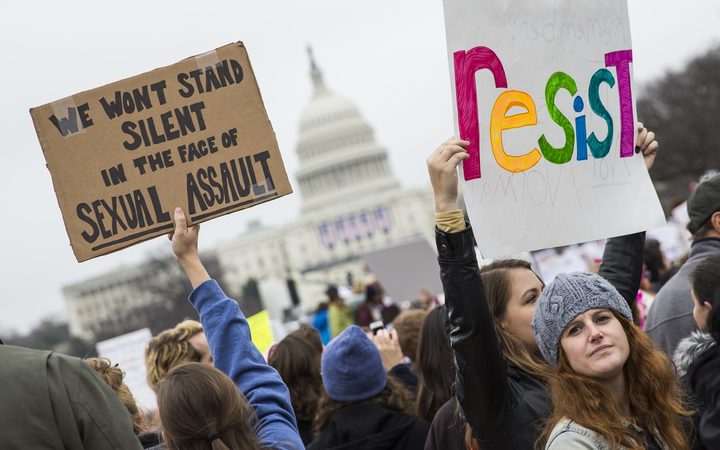 WE WONT STAND
SILENT
IN THE FACE OF
SEXUAL ASSAULT
resist